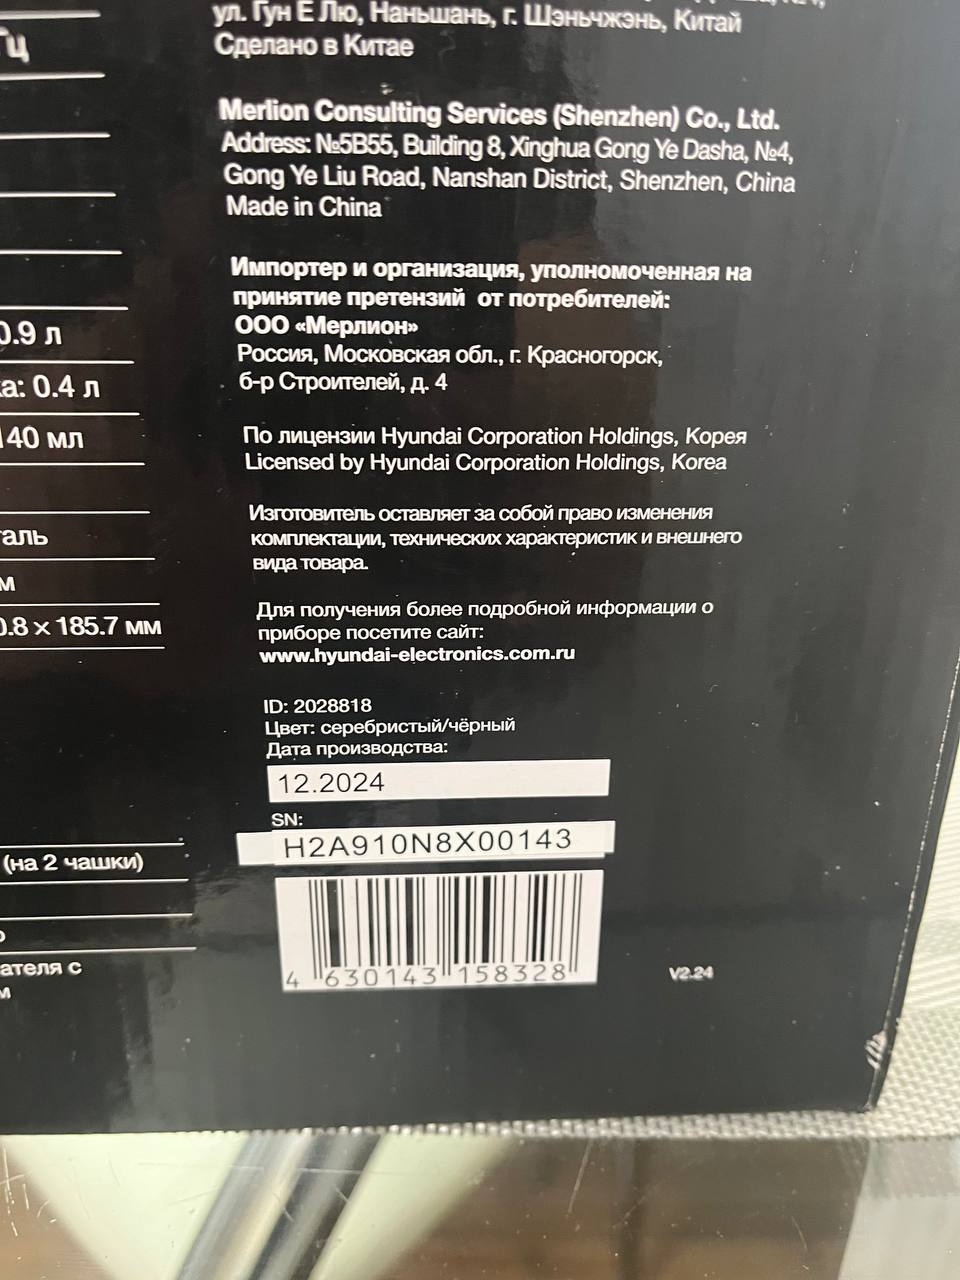 ул. Гун Е Лю, Наньшань, г. Шэньчжэнь, Китай
Сделано в Китае
Merlion Consulting Services (Shenzhen) Co., Ltd.
Address: №5B55, Building 8, Xinghua Gong Ye Dasha, №4,
Gong Ye Liu Road, Nanshan District, Shenzhen, China
Made in China
Импортер и организация, уполномоченная на
принятие претензий от потребителей:
ООО «Мерлион»
Россия, Московская обл., г. Красногорск,
б-р Строителей, д. 4
По лицензии Hyundai Corporation Holdings, Корея
Licensed by Hyundai Corporation Holdings, Korea
Изготовитель оставляет за собой право изменения
комплектации, технических характеристик и внешнего
вида товара.
Для получения более подробной информации о
приборе посетите сайт:
www.hyundai-electronics.com.ru
ID: 2028818
Цвет: серебристый/чёрный
Дата производства:
12.2024
SN:
H2A910N8X00143
4 630143 158328
V2.24
0.9 л
0.4 л
140 мл
0.8 x 185.7 мм
(на 2 чашки)
с